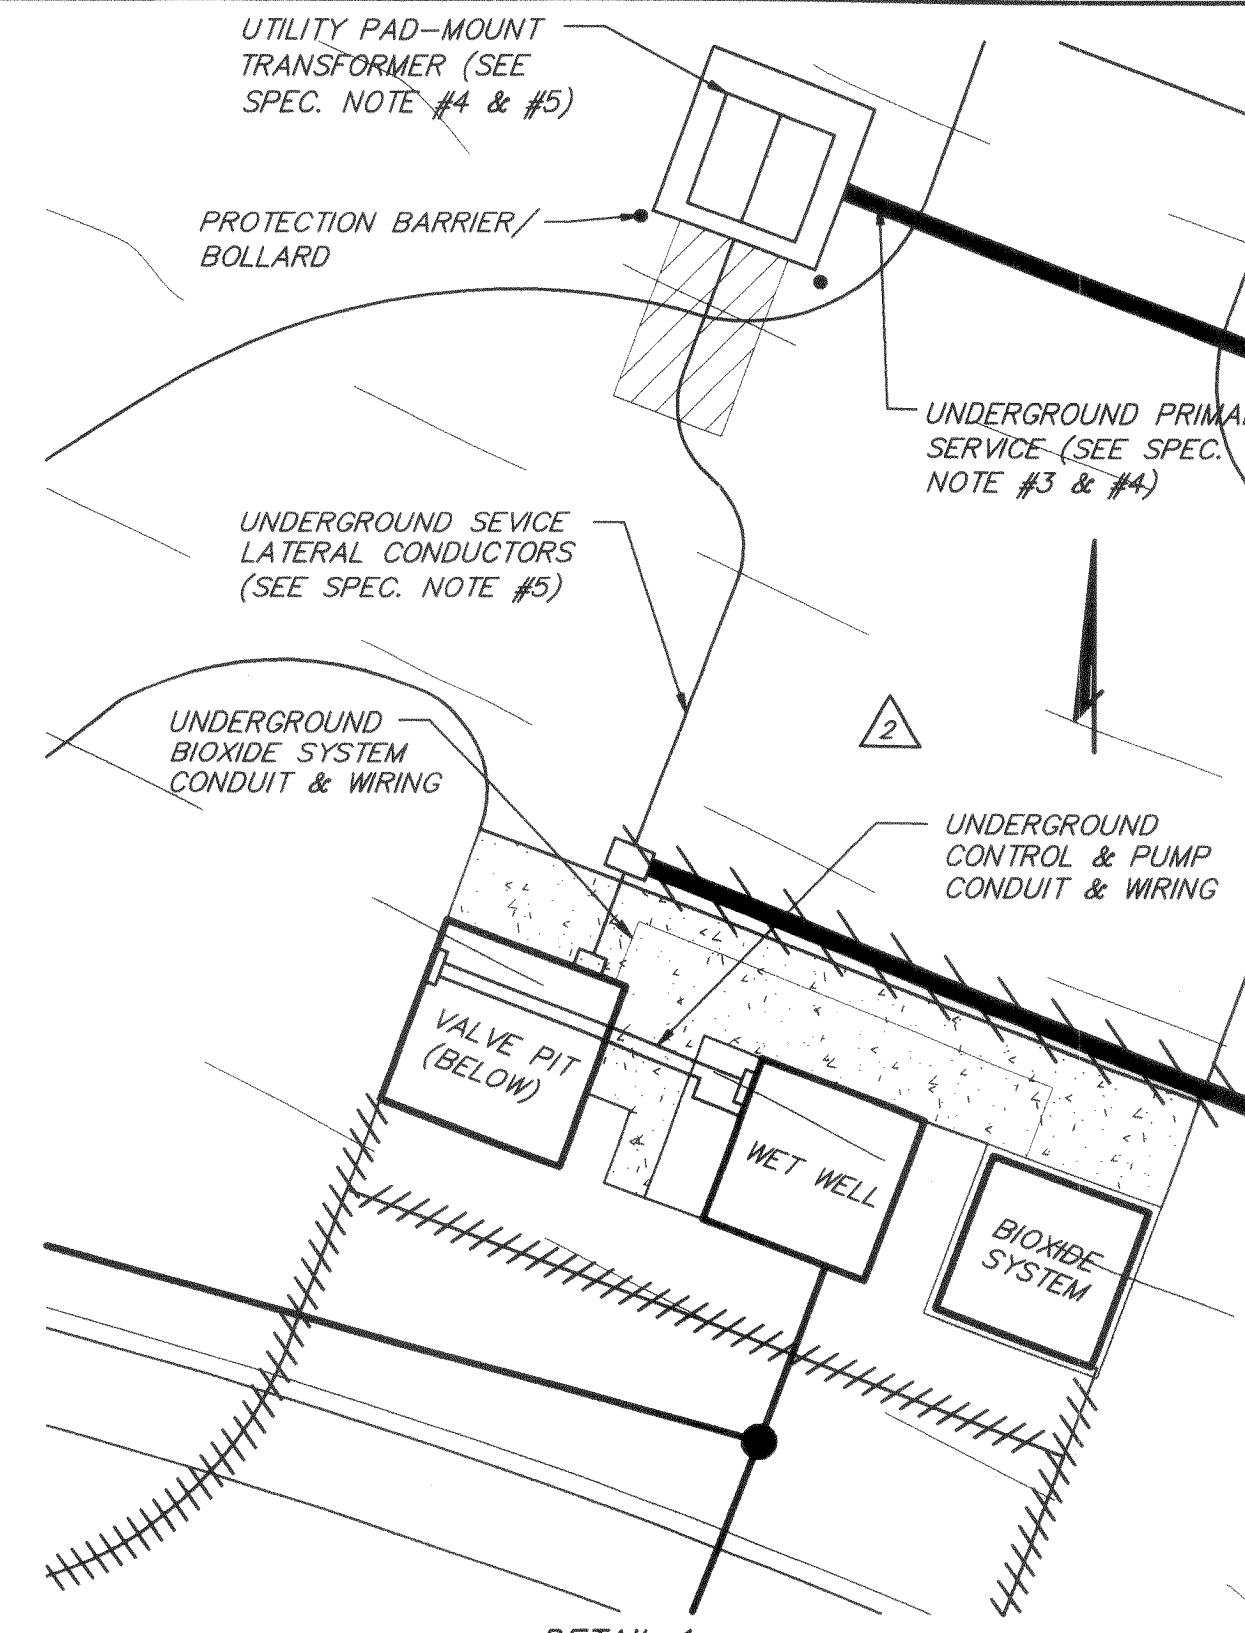 UTILITY PAD-MOUNT
TRANSFORMER (SEE
SPEC. NOTE #4 & #5)
PROTECTION BARRIER/
BOLLARD
UNDERGROUND
SERVICE (SEE SPEC.
NOTE #3 & #4)
UNDERGROUND SEVICE
LATERAL CONDUCTORS
(SEE SPEC. NOTE #5)
UNDERGROUND
BIOXIDE SYSTEM
CONDUIT & WIRING
2
UNDERGROUND
CONTROL & PUMP
CONDUIT & WIRING
VALVE PIT
(BELOW)
WET WELL
BIOXIDE
SYSTEM